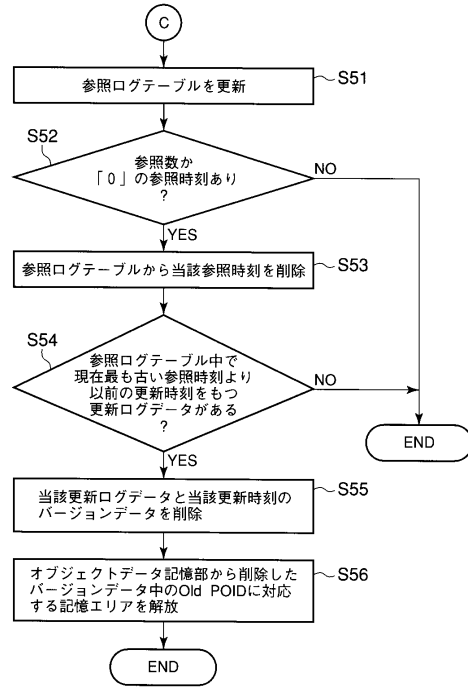 C
参照ログテーブルを更新
S51
S52
参照数か
「0」の参照時刻あり
?
NO
YES
参照ログテーブルから当該参照時刻を削除
S53
S54
参照ログテーブル中で
現在最も古い参照時刻より
以前の更新時刻をもつ
更新ログデータがある
?
NO
END
YES
当該更新ログデータと当該更新時刻の
バージョンデータを削除
S55
オブジェクトデータ記憶部から削除した
バージョンデータ中のOld POIDに対応
する記憶エリアを解放
S56
END